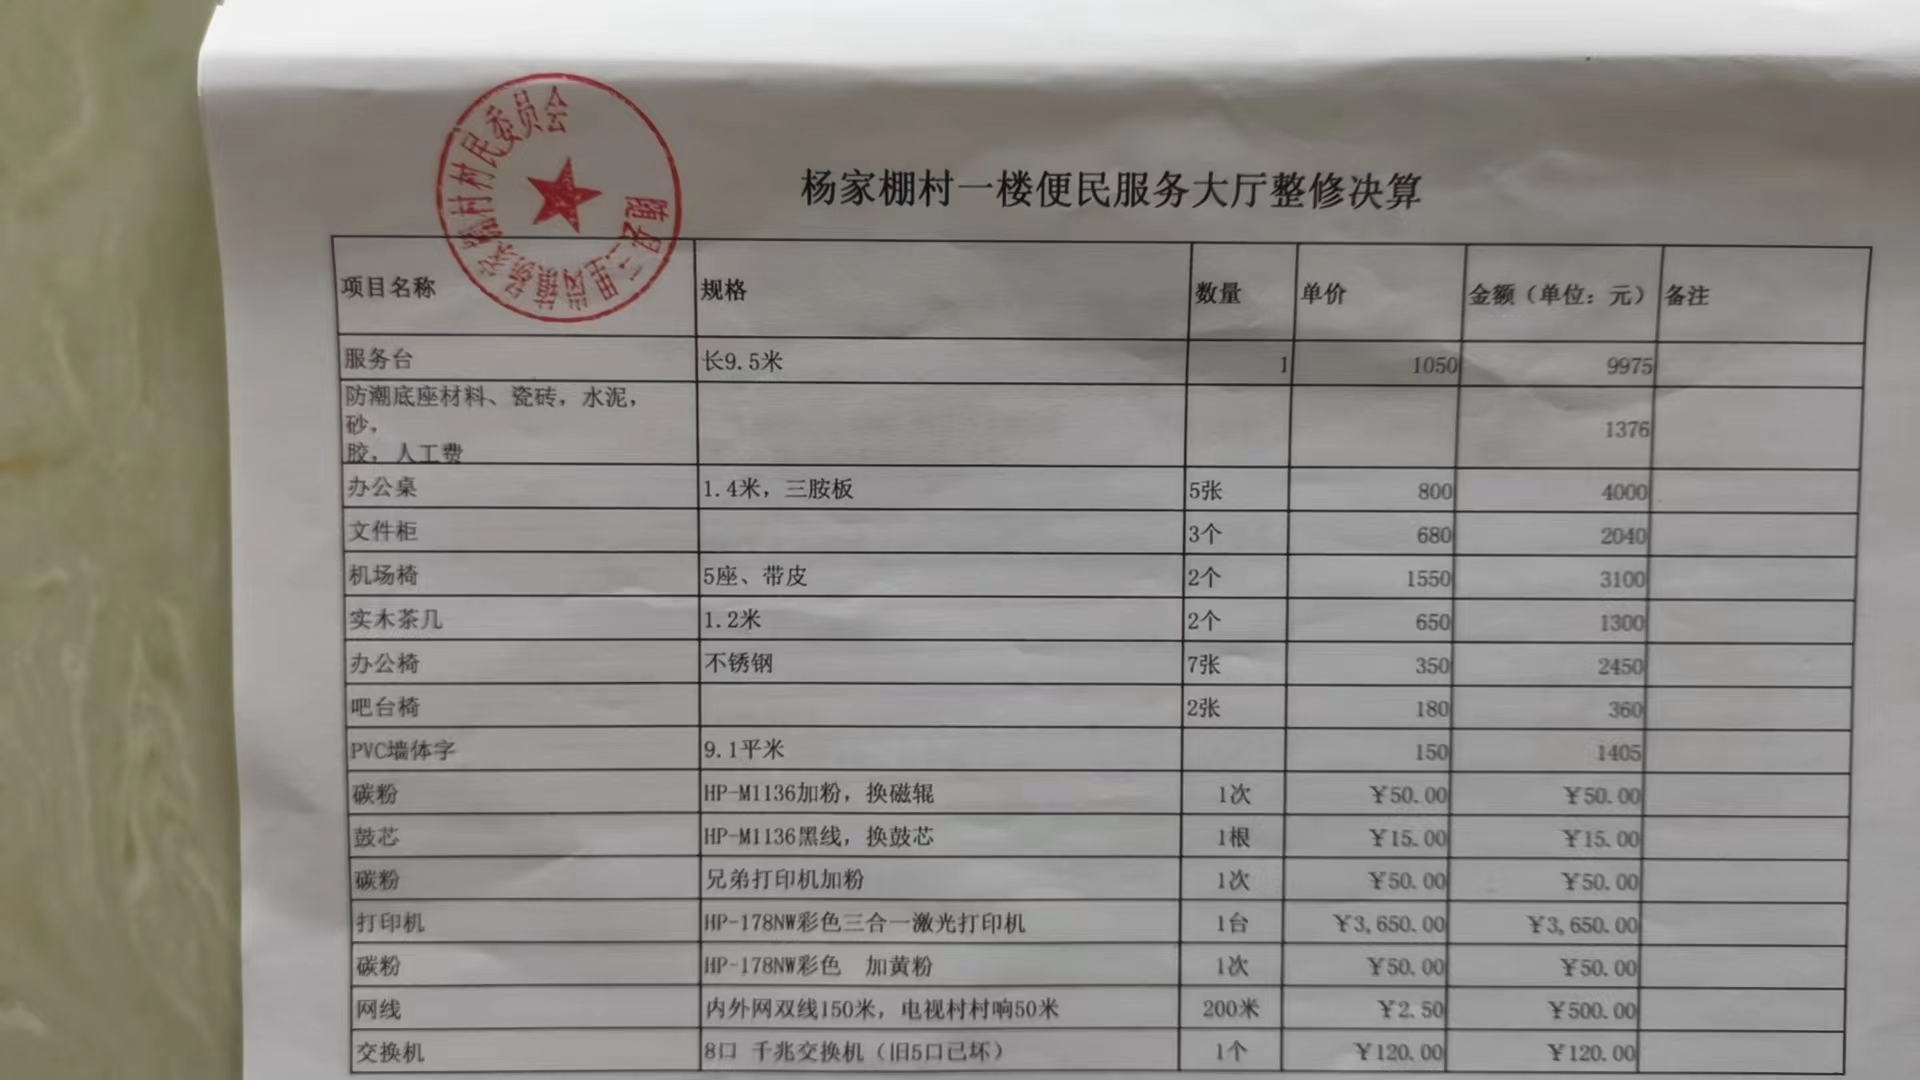 随县三里岗镇杨家棚村村民委员会
杨家棚村一楼便民服务大厅整修决算
项目名称 规格 数量 单价 金额（单位：元） 备注
服务台 长9.5米 1 1050 9975
防潮底座材料、瓷砖，水泥，
砂，
胶，人工费 1376
办公桌 1.4米，三胺板 5张 800 4000
文件柜 3个 680 2040
机场椅 5座、带皮 2个 1550 3100
实木茶几 1.2米 2个 650 1300
办公椅 不锈钢 7张 350 2450
吧台椅 2张 180 360
PVC墙体字 9.1平米 150 1405
碳粉 HP-M1136加粉，换磁辊 1次 ￥50.00 ￥50.00
鼓芯 HP-M1136黑线，换鼓芯 1根 ￥15.00 ￥15.00
碳粉 兄弟打印机加粉 1次 ￥50.00 ￥50.00
打印机 HP-178NW彩色三合一激光打印机 1台 ￥3,650.00 ￥3,650.00
碳粉 HP-178NW彩色 加黄粉 1次 ￥50.00 ￥50.00
网线 内外网双线150米，电视村村响50米 200米 ￥2.50 ￥500.00
交换机 8口 千兆交换机（旧5口已坏） 1个 ￥120.00 ￥120.00